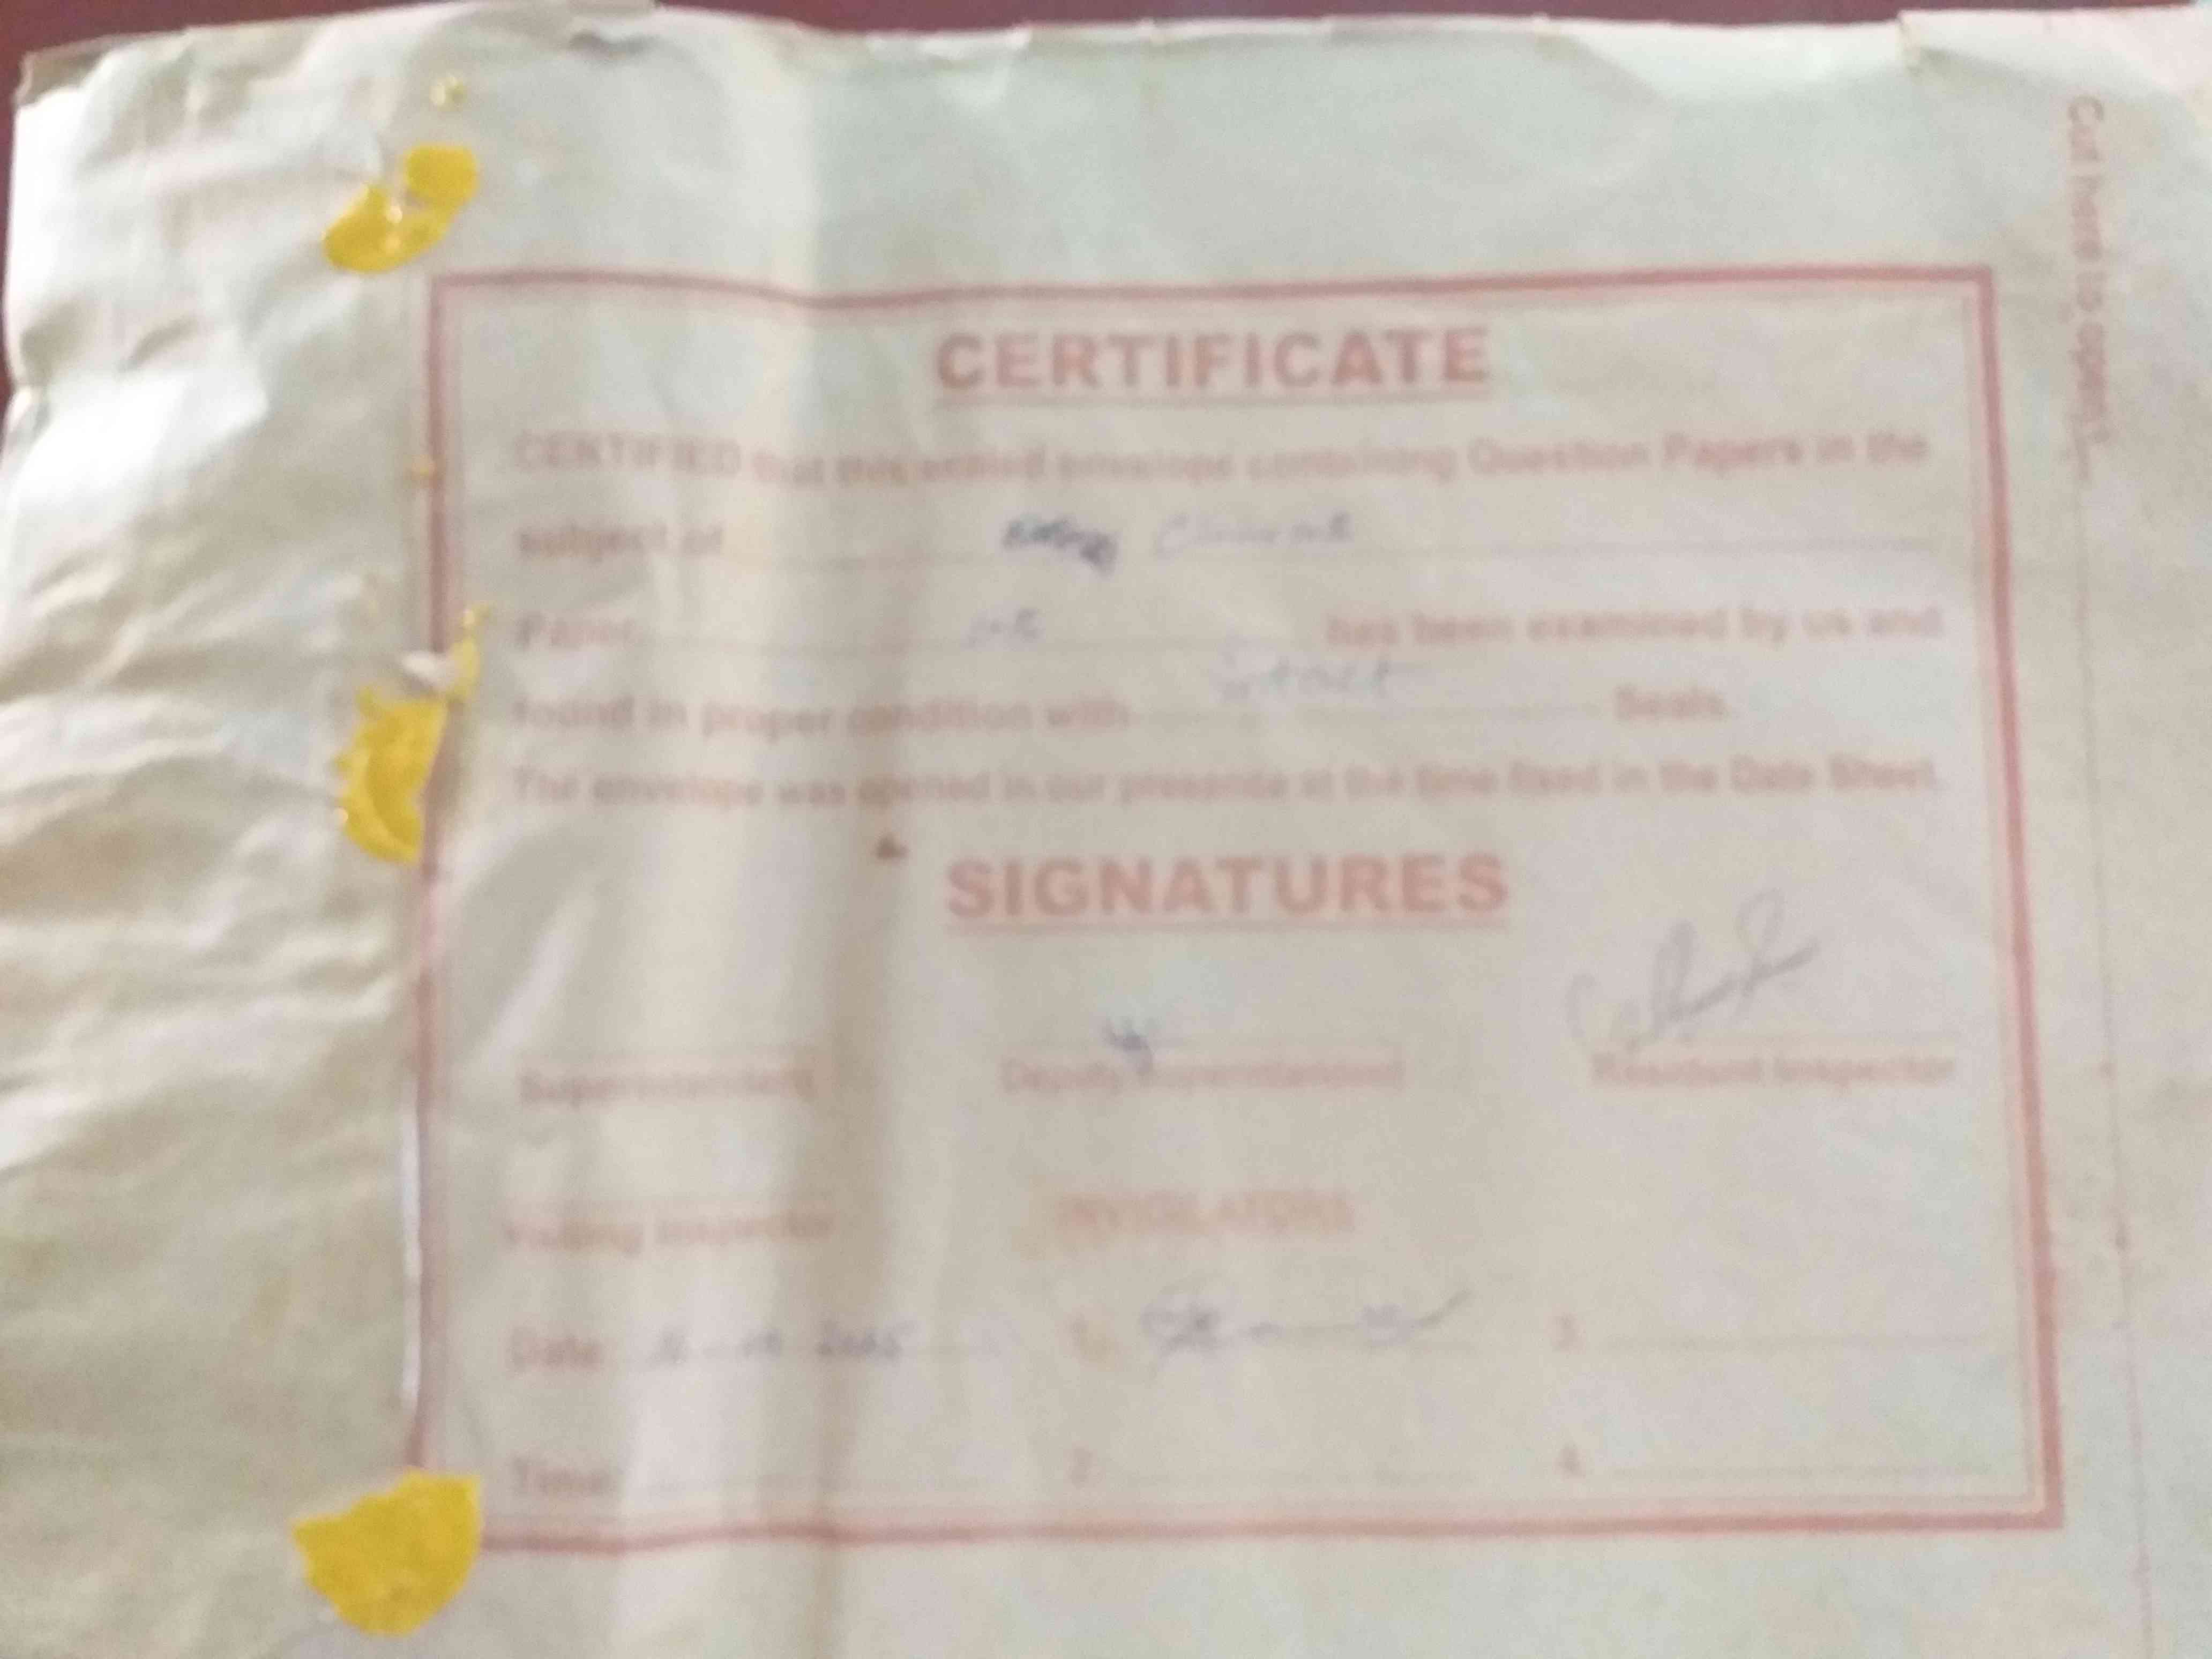 Cut here to open
CERTIFICATE
CERTIFIED that this sealed envelope containing Question Papers in the
subject of
Paper has been examined by us and
found in proper condition with intact Seals.
The envelope was opened in our presence at the time fixed in the Date Sheet.
SIGNATURES
Superintendent Deputy Superintendent Resident Inspector
Visiting Inspector INVIGILATORS
Date 1. 3.
Time 2. 4.